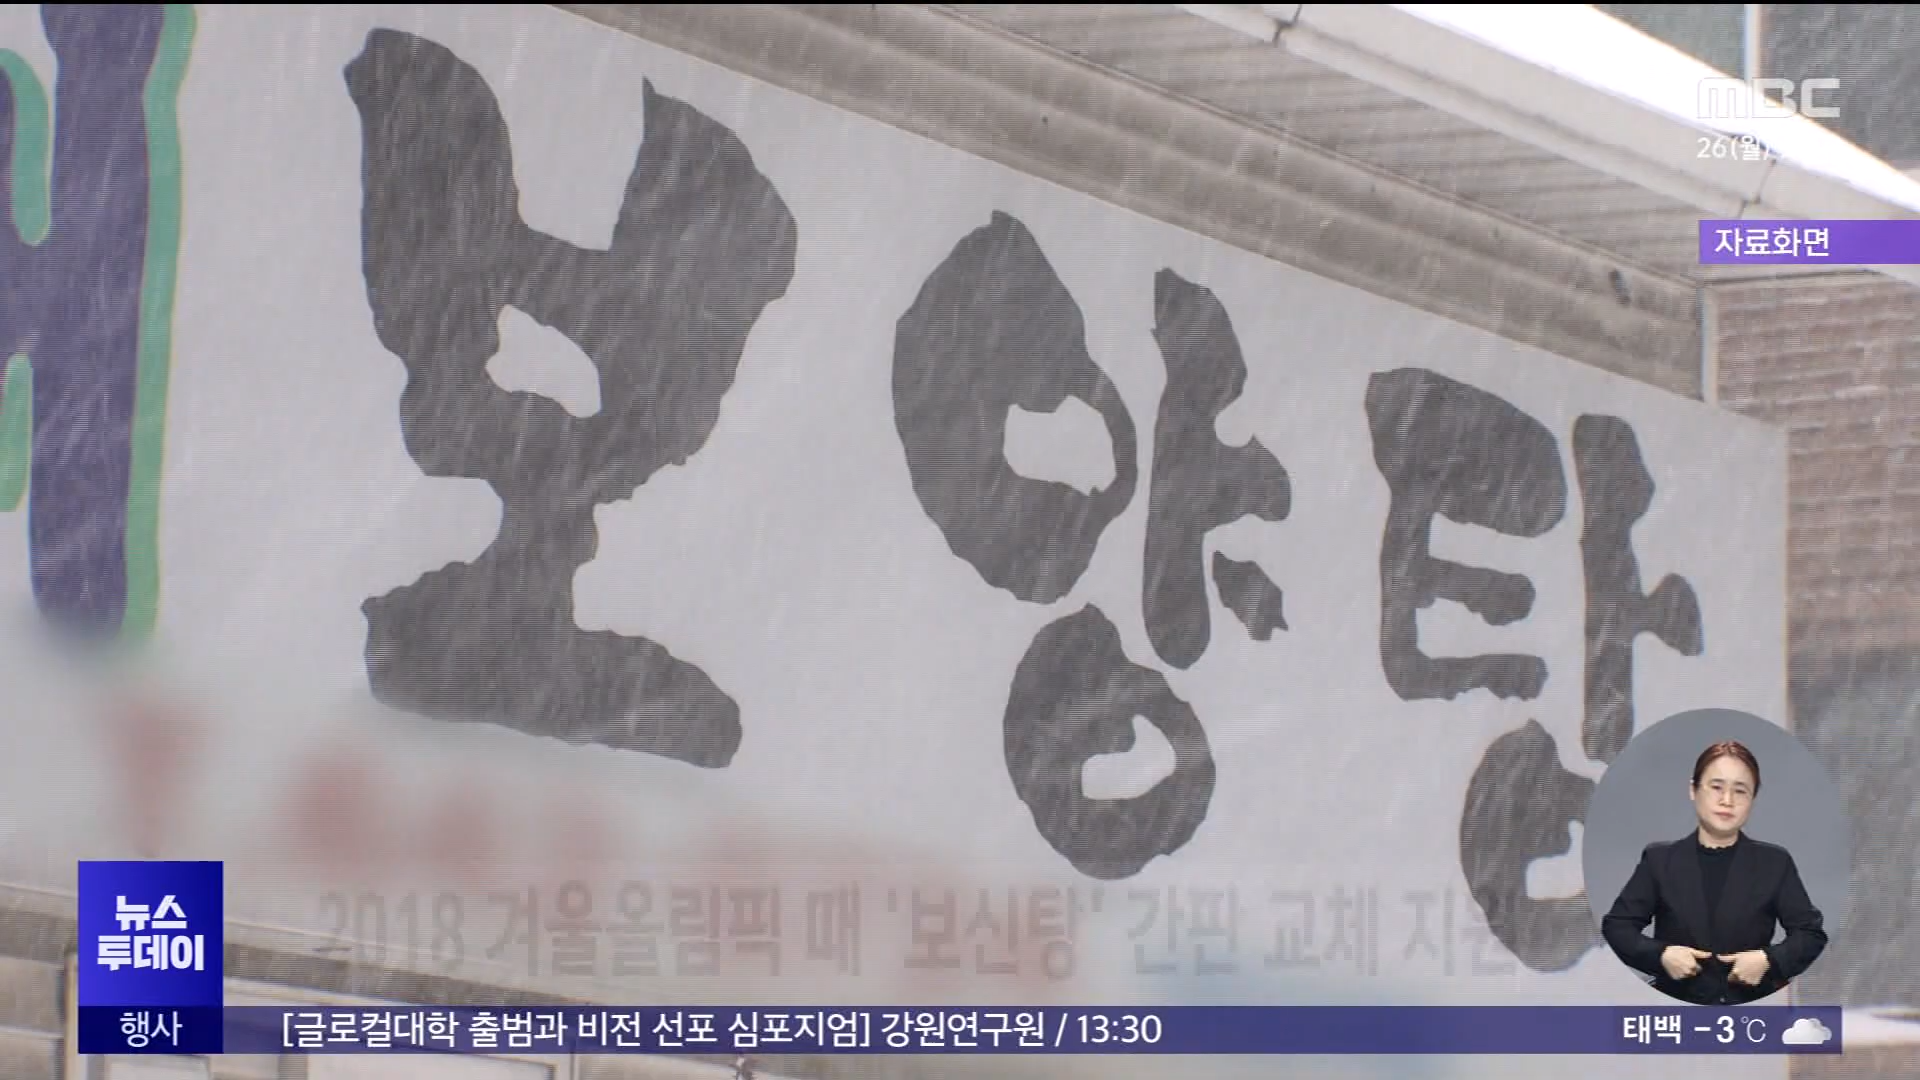 보양탕
MBC
26(월)
자료화면
2018 겨울올림픽 때 '보신탕' 간판 교체 지원
뉴스
투데이
행사
[글로컬대학 출범과 비전 선포 심포지엄] 강원연구원 / 13:30
태백 -3℃